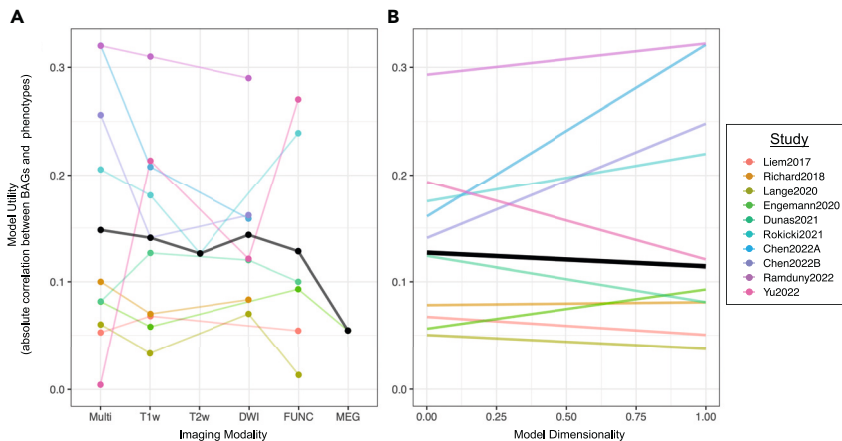 A
B
Model Utility
(absolute correlation between BAGs and phenotypes)
0.3
0.2
0.1
0.0
Multi
T1w
T2w
DWI
FUNC
MEG
Imaging Modality
0.3
0.2
0.1
0.0
0.00
0.25
0.50
0.75
1.00
Model Dimensionality
Study
Liem2017
Richard2018
Lange2020
Engemann2020
Dunas2021
Rokicki2021
Chen2022A
Chen2022B
Ramduny2022
Yu2022